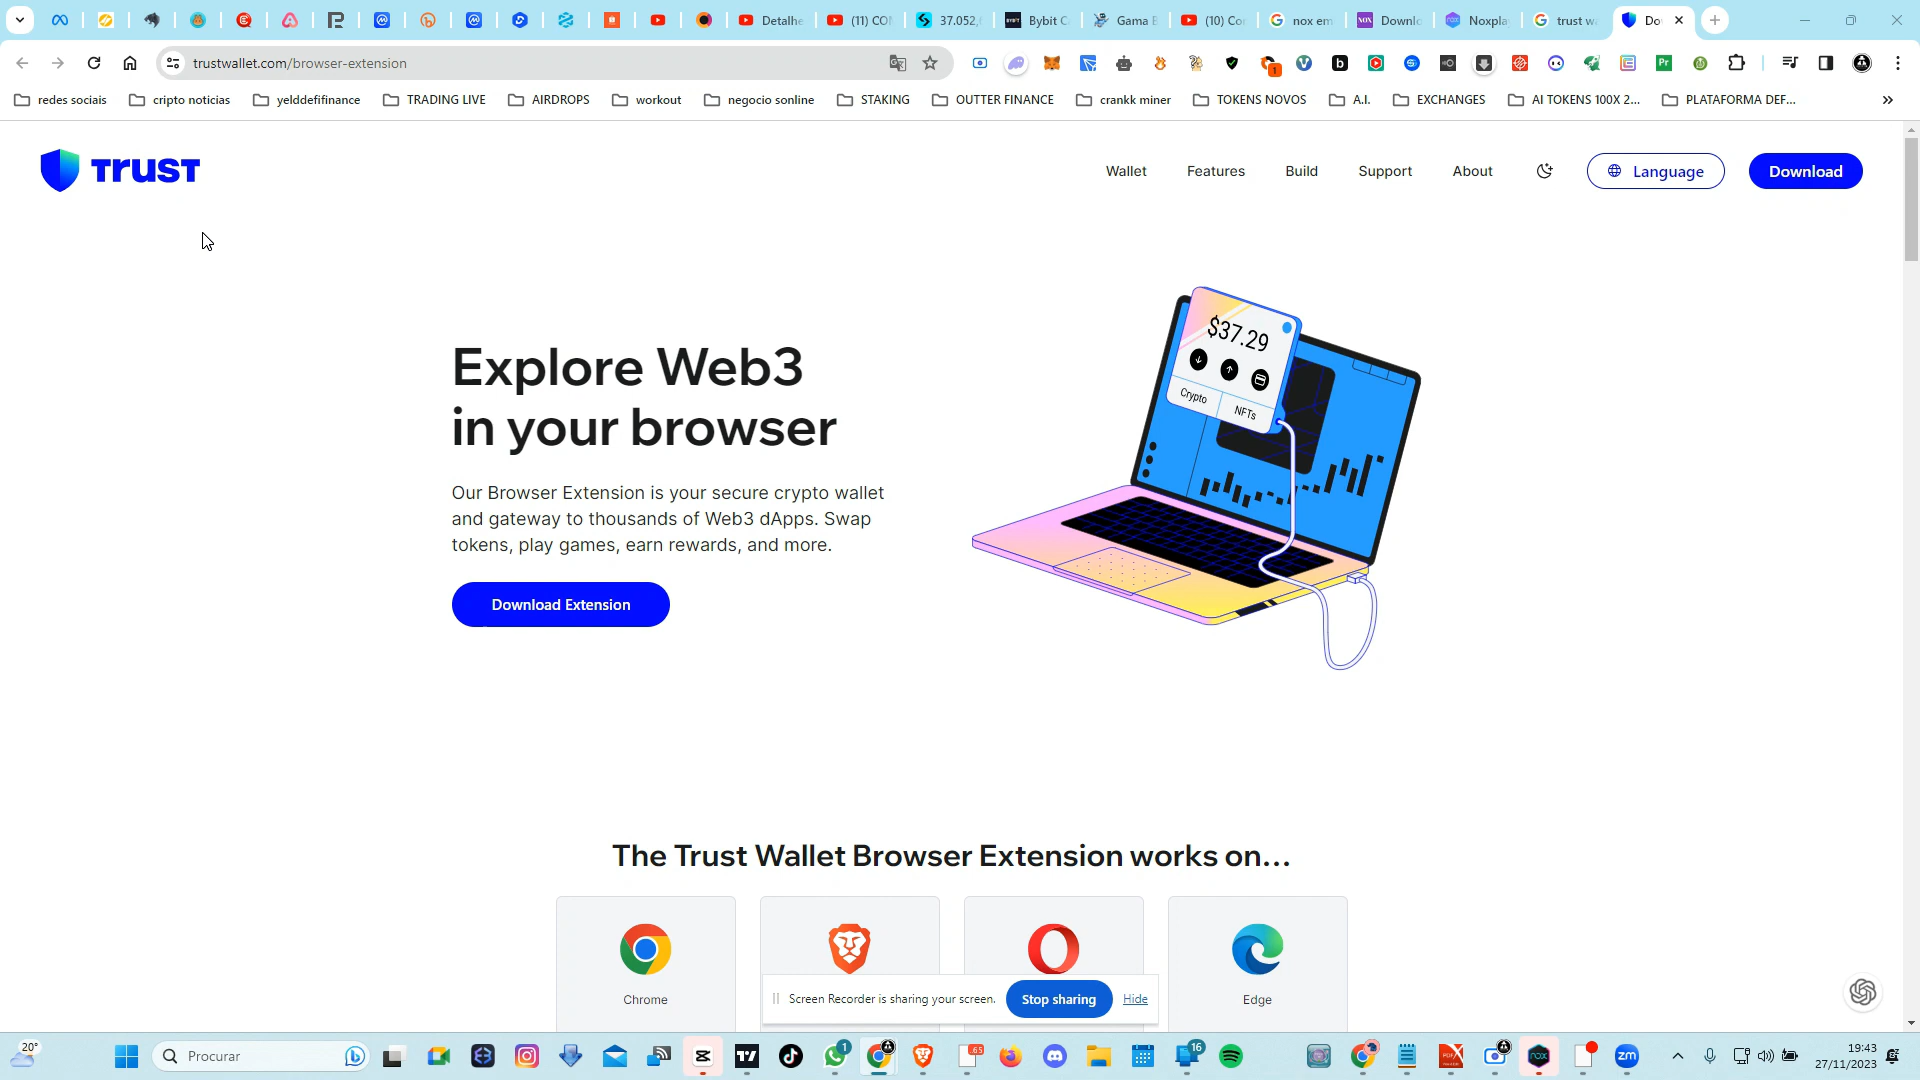 Detalhe
(11) CO
37.052,
Bybit C
Gama B
(10) Co
nox em
Downlo
Noxpla
trust w
Do
trustwallet.com/browser-extension
redes sociais
cripto noticias
yelddefifinance
TRADING LIVE
AIRDROPS
workout
negocio sonline
STAKING
OUTTER FINANCE
crankk miner
TOKENS NOVOS
A.I.
EXCHANGES
AI TOKENS 100X 2...
PLATAFORMA DEF...
TRUST
Wallet
Features
Build
Support
About
Language
Download
Explore Web3
in your browser
Our Browser Extension is your secure crypto wallet
and gateway to thousands of Web3 dApps. Swap
tokens, play games, earn rewards, and more.
Download Extension
$37.29
Crypto
NFTs
The Trust Wallet Browser Extension works on...
Chrome
Edge
Screen Recorder is sharing your screen.
Stop sharing
Hide
20°
Procurar
1
16
zm
19:43
27/11/2023